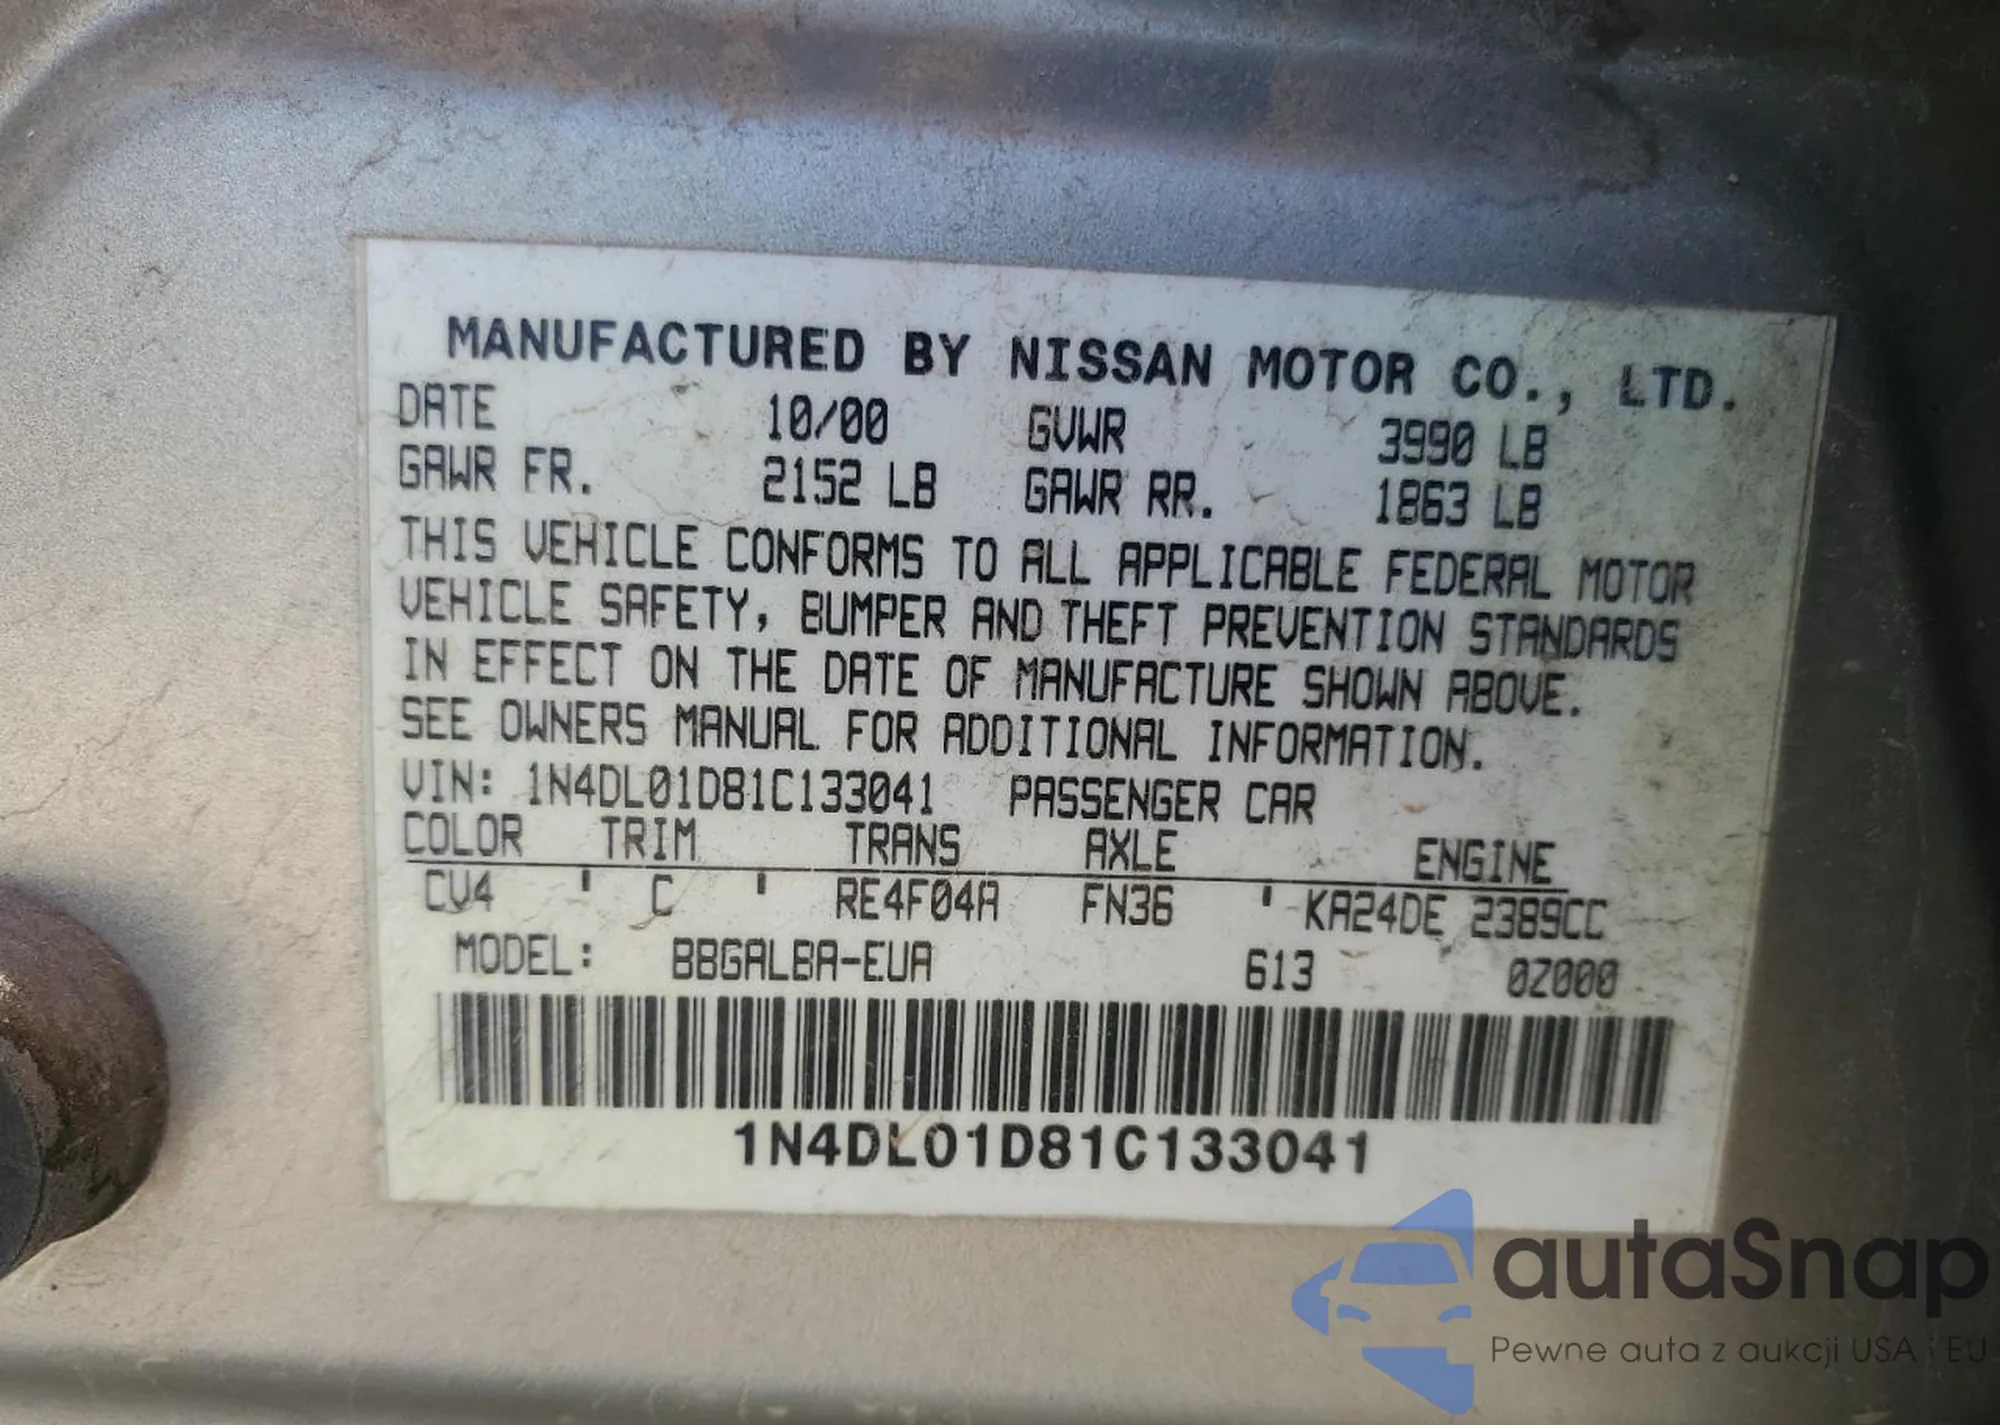 MANUFACTURED BY NISSAN MOTOR CO., LTD.
DATE 10/00 GVWR 3990 LB
GAWR FR. 2152 LB GAWR RR. 1863 LB
THIS VEHICLE CONFORMS TO ALL APPLICABLE FEDERAL MOTOR
VEHICLE SAFETY, BUMPER AND THEFT PREVENTION STANDARDS
IN EFFECT ON THE DATE OF MANUFACTURE SHOWN ABOVE.
SEE OWNERS MANUAL FOR ADDITIONAL INFORMATION.
VIN: 1N4DL01D81C133041 PASSENGER CAR
COLOR TRIM TRANS AXLE ENGINE
CV4 ' C ' RE4F04A FN36 ' KA24DE 2389CC
MODEL: BBGALBA-EUA 613 0Z000
1N4DL01D81C133041
autaSnap
Pewne auta z aukcji USA i EU